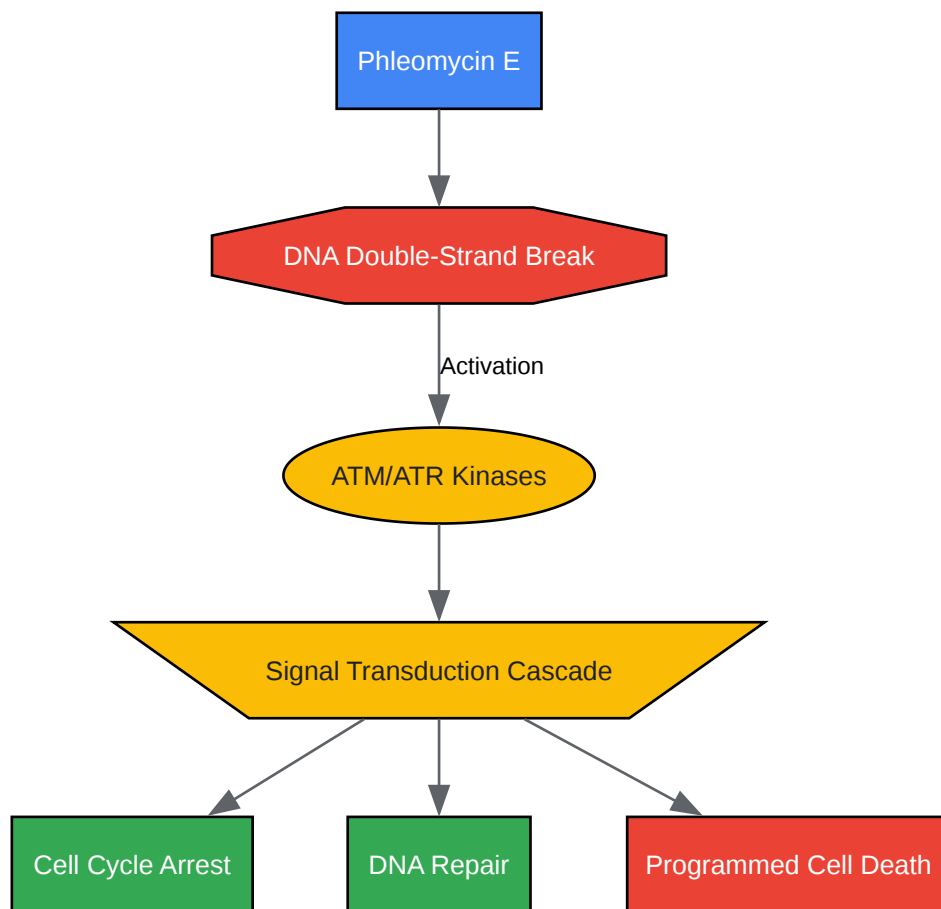 Phleomycin E
DNA Double-Strand Break
Activation
ATM/ATR Kinases
Signal Transduction Cascade
Cell Cycle Arrest
DNA Repair
Programmed Cell Death